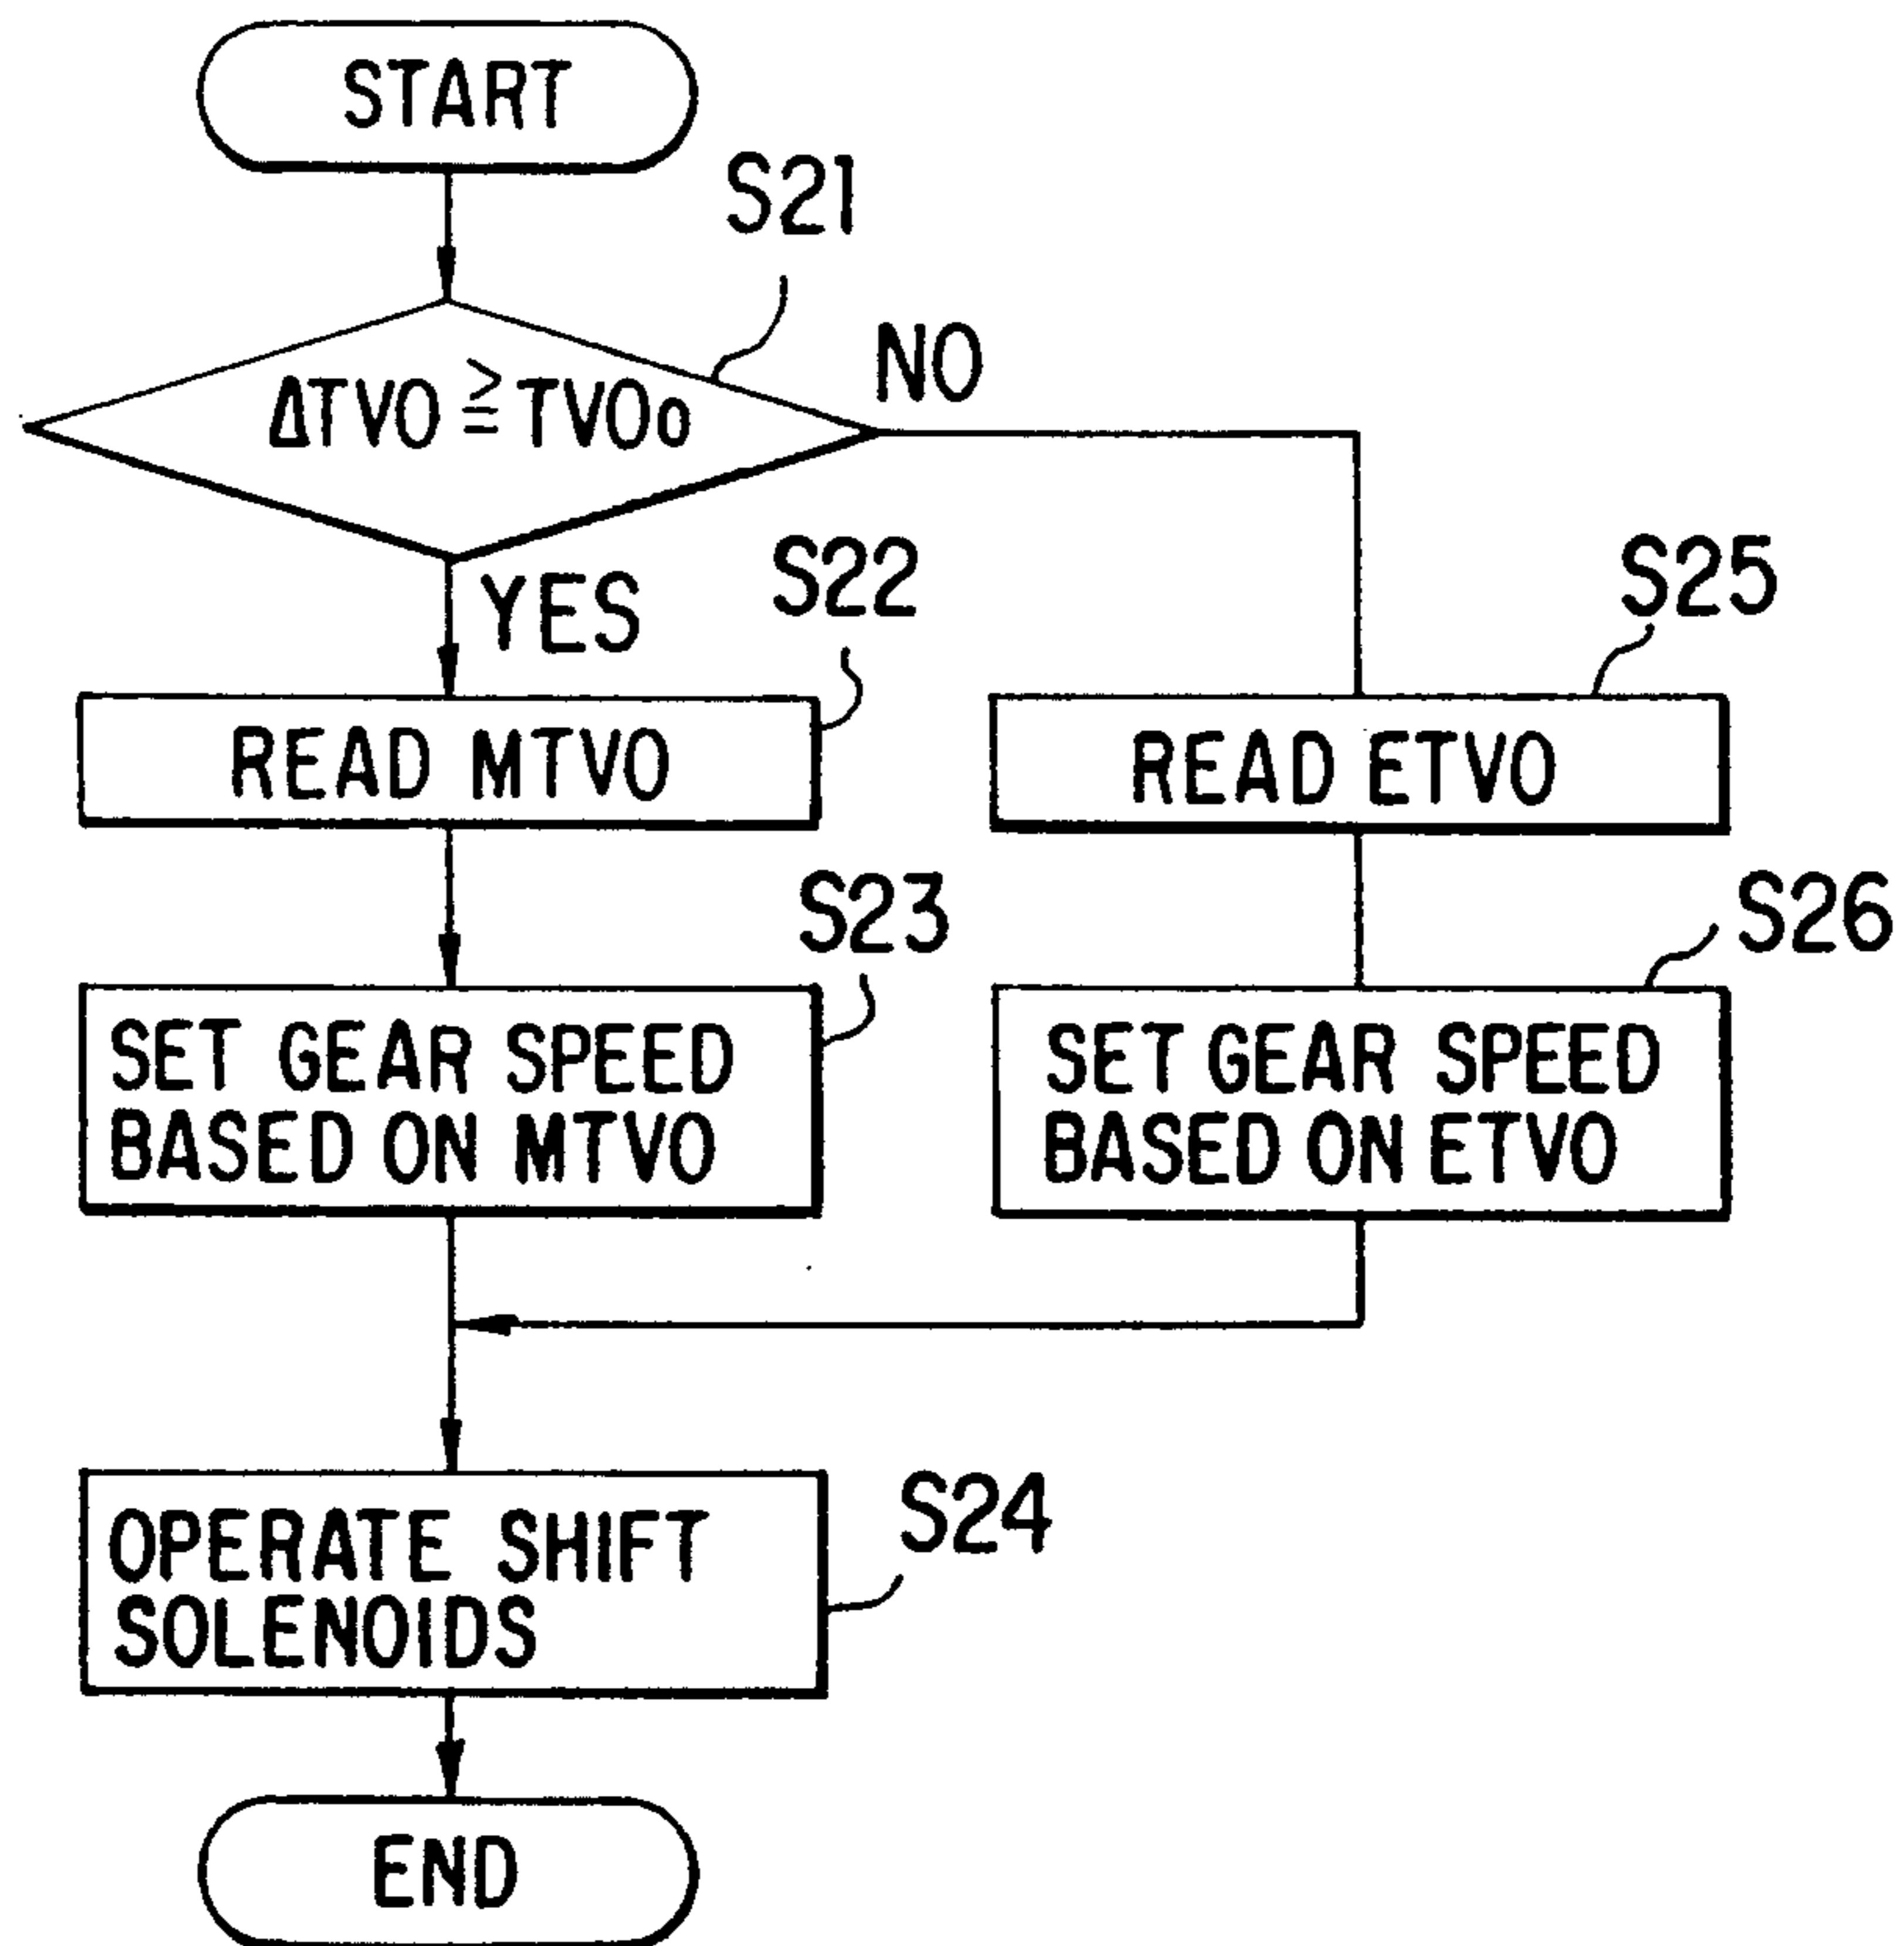 START
S21
ΔTVO ≧ TVOo
NO
YES
S22
S25
READ MTVO
READ ETVO
S23
S26
SET GEAR SPEED
BASED ON MTVO
SET GEAR SPEED
BASED ON ETVO
OPERATE SHIFT
SOLENOIDS
S24
END